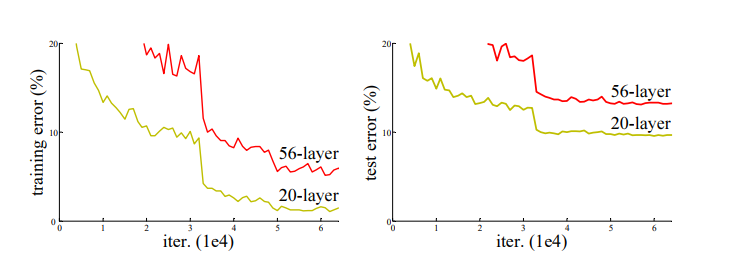 20
10
0
0 1 2 3 4 5 6
training error (%)
iter. (1e4)
56-layer
20-layer
20
10
0
0 1 2 3 4 5 6
test error (%)
iter. (1e4)
56-layer
20-layer